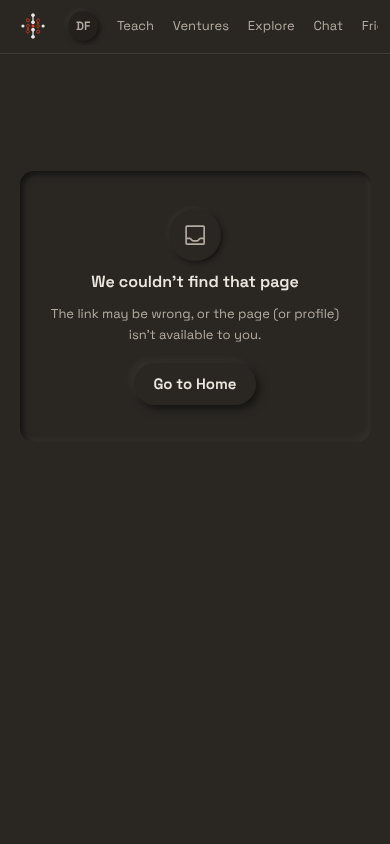 DF Teach Ventures Explore Chat
We couldn't find that page
The link may be wrong, or the page (or profile)
isn't available to you.
Go to Home